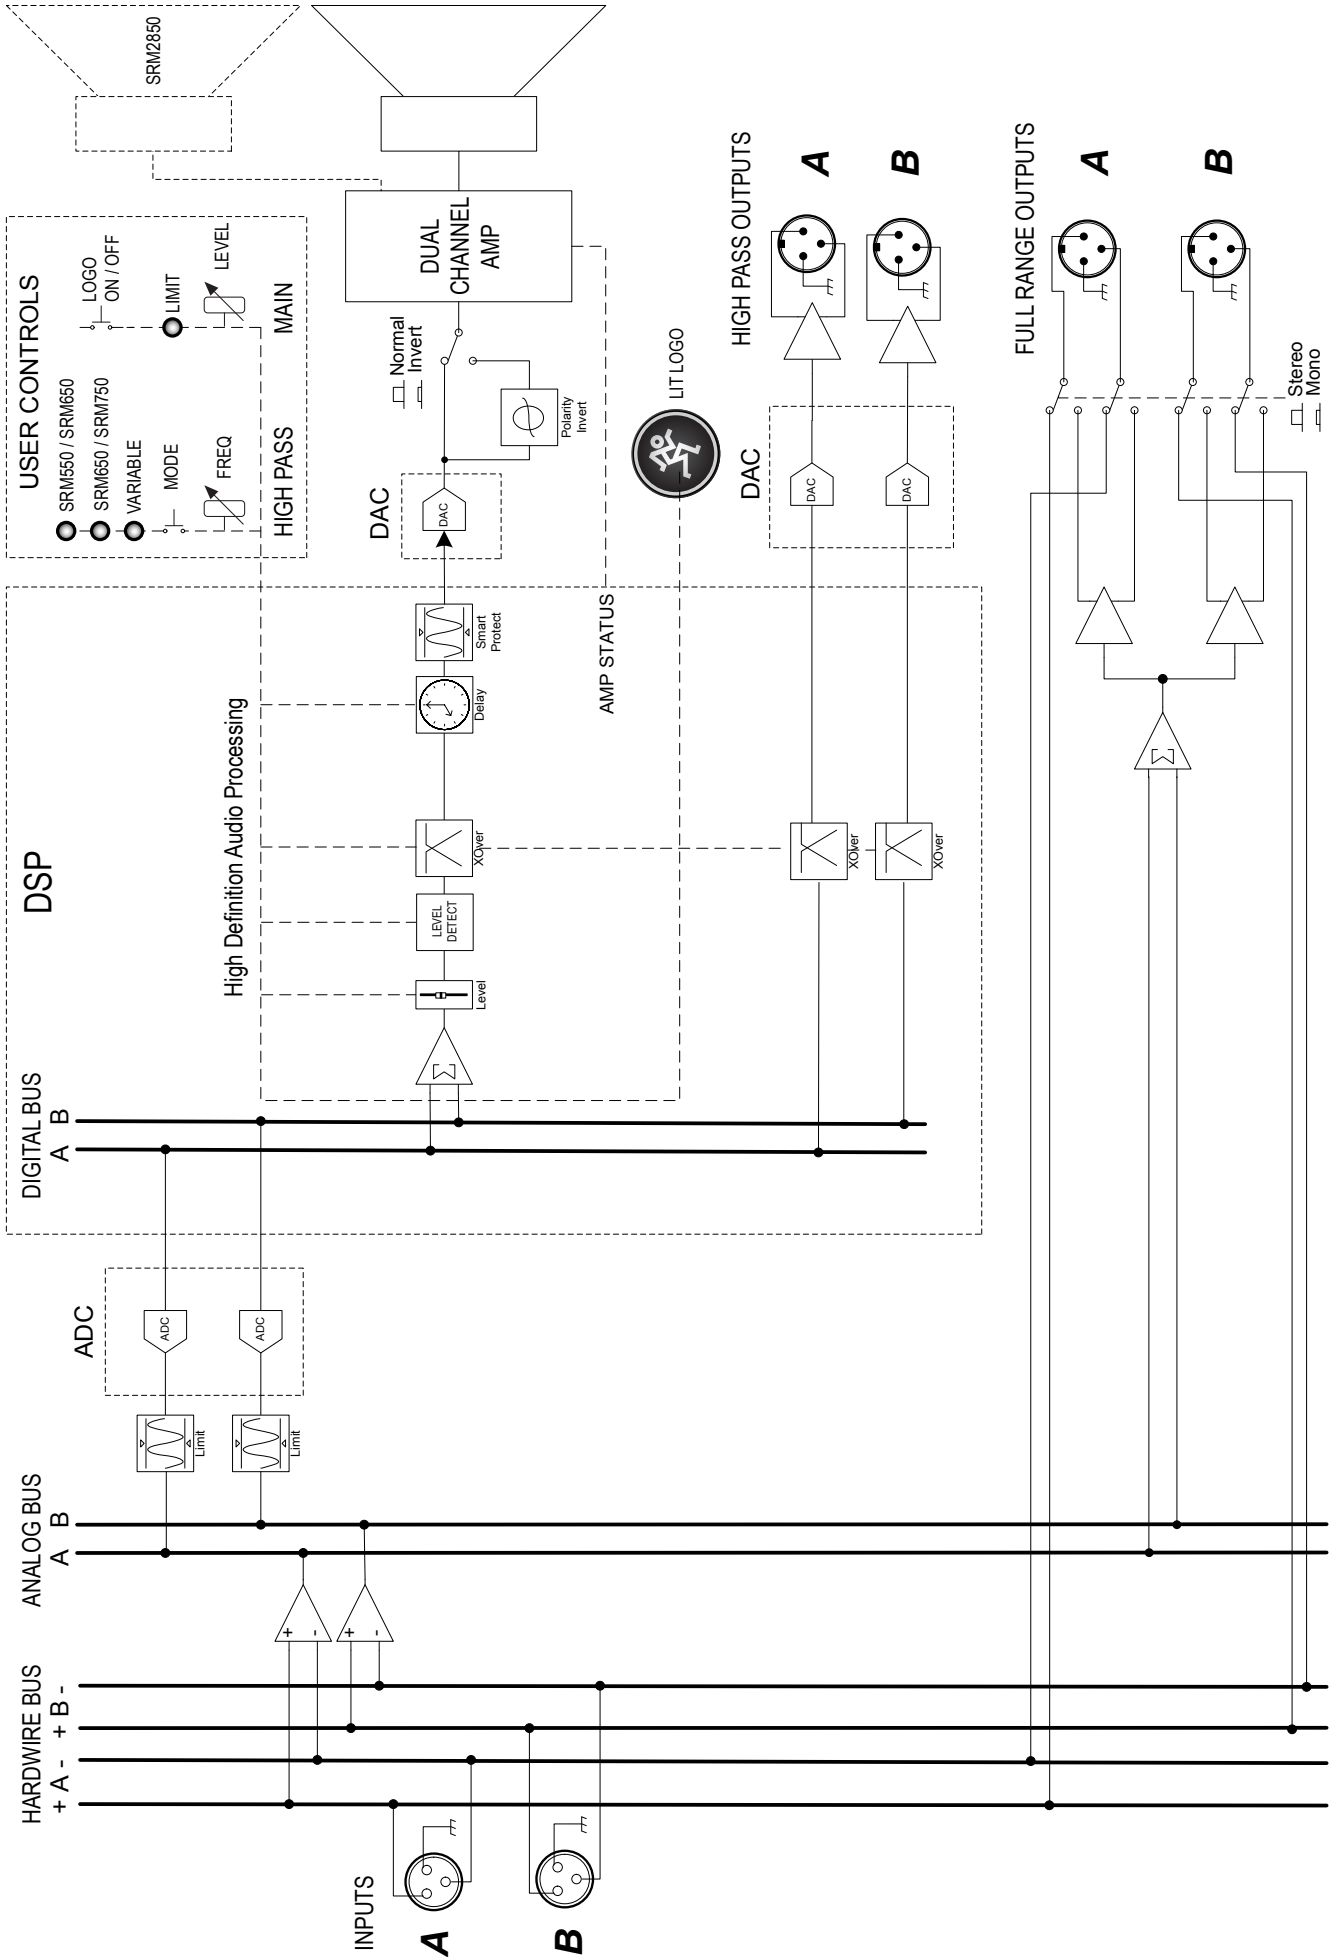 INPUTS
A
B
HARDWIRE BUS
+ A - + B -
+
-
+
-
ANALOG BUS
A B
Limit
Limit
ADC
ADC
ADC
DIGITAL BUS
A B
DSP
High Definition Audio Processing
Σ
Level
LEVEL
DETECT
XOver
Delay
Smart
Protect
XOver
XOver
AMP STATUS
DAC
DAC
Polarity
Invert
Normal
Invert
USER CONTROLS
SRM550 / SRM650
SRM650 / SRM750
VARIABLE
MODE
FREQ
HIGH PASS
LOGO
ON / OFF
LIMIT
LEVEL
MAIN
DUAL
CHANNEL
AMP
SRM2850
LIT LOGO
DAC
DAC
DAC
HIGH PASS OUTPUTS
A
B
Σ
FULL RANGE OUTPUTS
A
B
Stereo
Mono